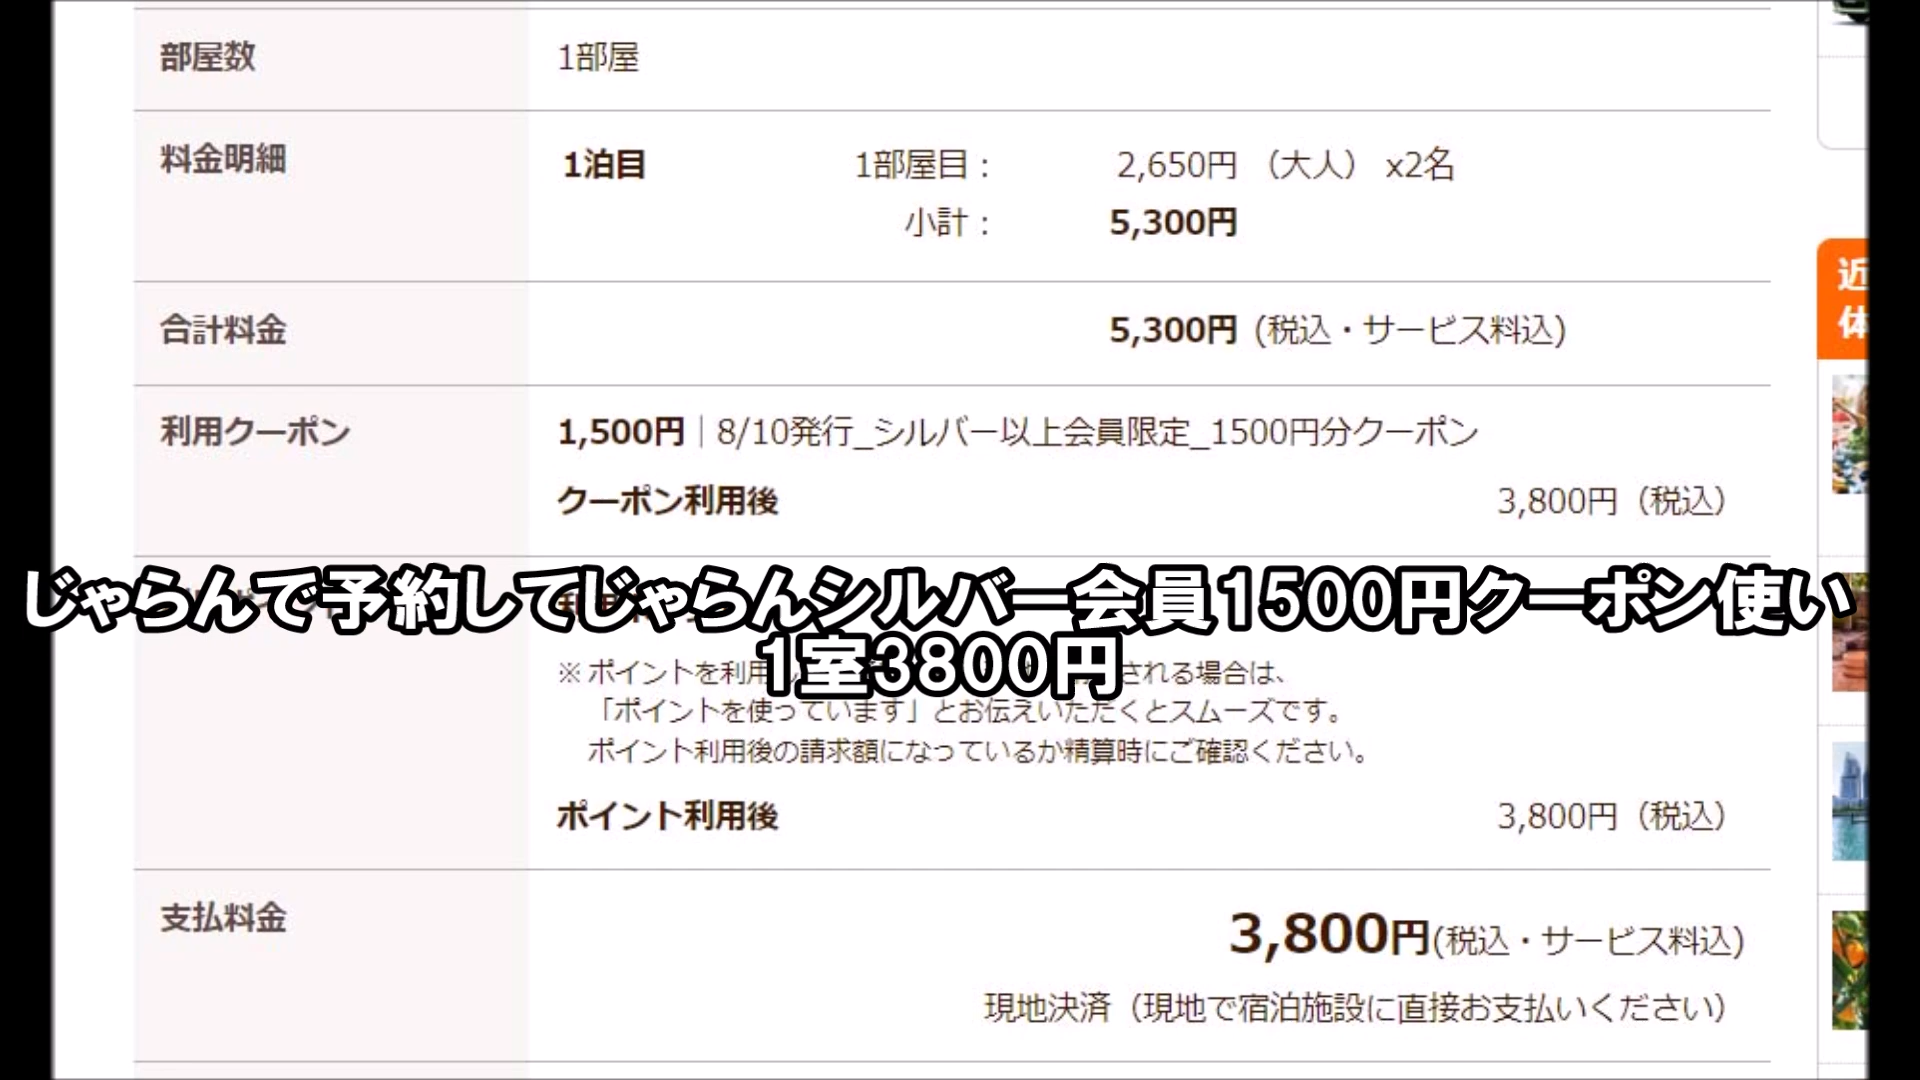 部屋数 1部屋
料金明細 1泊目 1部屋目： 2,650円 （大人） x2名
小計： 5,300円
合計料金 5,300円 (税込・サービス料込)
利用クーポン 1,500円｜8/10発行_シルバー以上会員限定_1500円分クーポン
クーポン利用後 3,800円（税込）
じゃらんで予約してじゃらんシルバー会員1500円クーポン使い
1室3800円
※ポイントを利用 される場合は、
「ポイントを使っています」とお伝えいただくとスムーズです。
ポイント利用後の請求額になっているか精算時にご確認ください。
ポイント利用後 3,800円（税込）
支払料金 3,800円(税込・サービス料込)
現地決済（現地で宿泊施設に直接お支払いください）
近
体